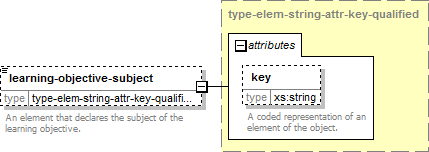 type-elem-string-attr-key-qualified
attributes
learning-objective-subject
type type-elem-string-attr-key-qualifi...
An element that declares the subject of
the learning objective.
key
type xs:string
A coded representation of an
element of the object.